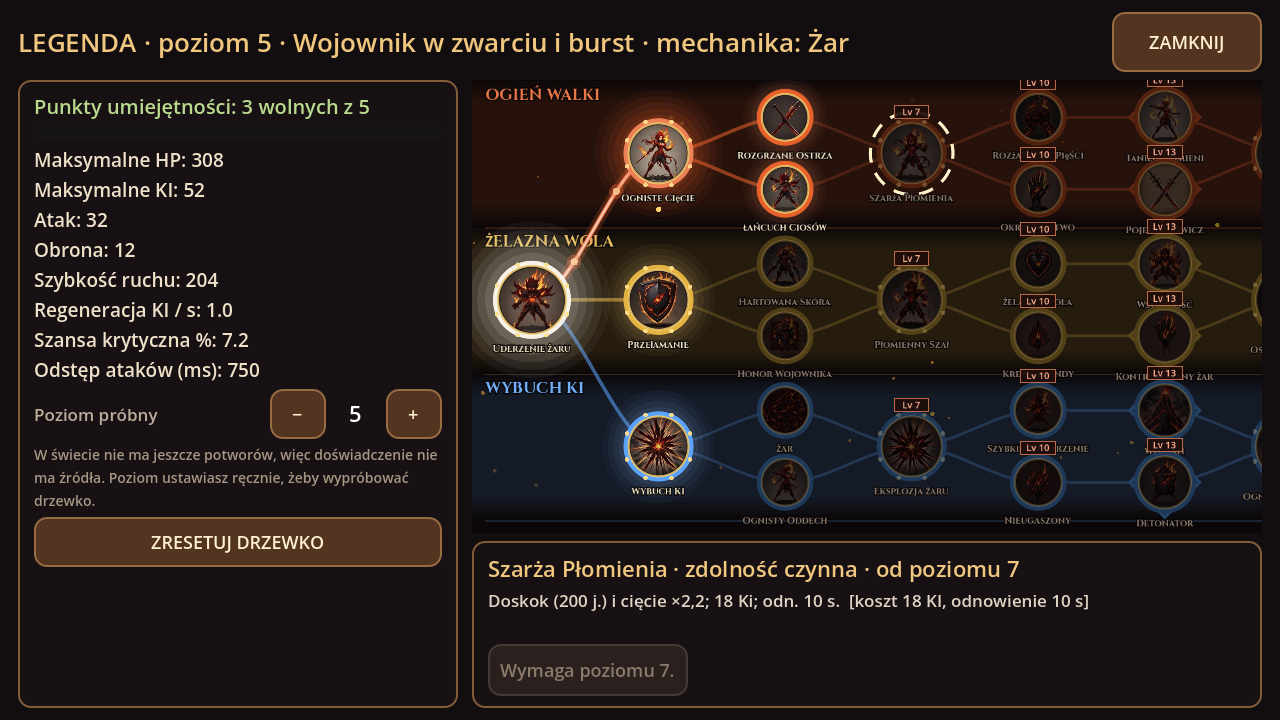 LEGENDA · poziom 5 · Wojownik w zwarciu i burst · mechanika: Żar
ZAMKNIJ
Punkty umiejętności: 3 wolnych z 5
Maksymalne HP: 308
Maksymalne KI: 52
Atak: 32
Obrona: 12
Szybkość ruchu: 204
Regeneracja KI / s: 1.0
Szansa krytyczna %: 7.2
Odstęp ataków (ms): 750
Poziom próbny
−
5
+
W świecie nie ma jeszcze potworów, więc doświadczenie nie
ma źródła. Poziom ustawiasz ręcznie, żeby wypróbować
drzewko.
ZRESETUJ DRZEWKO
OGIEŃ WALKI
Lv 10
Lv 13
Lv 7
Rozgrzane Ostrza
Lv 10
Lv 13
Ogniste Cięcie
Szarża Płomienia
Łańcuch Ciosów
Lv 10
Lv 13
ŻELAZNA WOLA
Lv 7
Hartowana Skóra
Lv 10
Lv 13
Uderzenie Żaru
Przełamanie
Płomienny Szał
Honor Wojownika
Lv 10
Lv 13
WYBUCH KI
Lv 7
Żar
Lv 10
Lv 13
Wybuch Ki
Eksplozja Żaru
Ognisty Oddech
Nieugaszony
Detonator
Szarża Płomienia · zdolność czynna · od poziomu 7
Doskok (200 j.) i cięcie ×2,2; 18 Ki; odn. 10 s. [koszt 18 KI, odnowienie 10 s]
Wymaga poziomu 7.